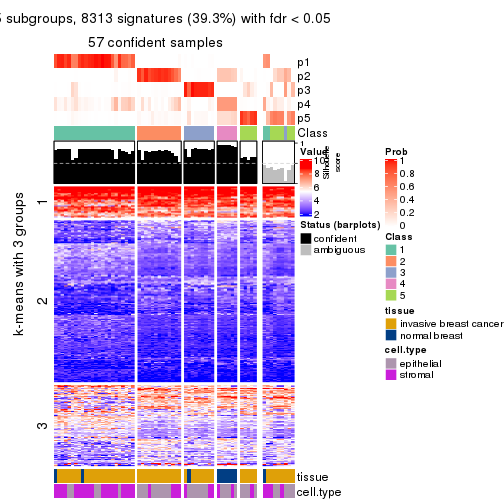 5 subgroups, 8313 signatures (39.3%) with fdr < 0.05
57 confident samples
p1
p2
p3
p4
p5
Class
1
Silhouette
score
k-means with 3 groups
1
2
3
tissue
cell.type
Value
10
8
6
4
2
Status (barplots)
confident
ambiguous
Prob
1
0.8
0.6
0.4
0.2
0
Class
1
2
3
4
5
tissue
invasive breast cancer
normal breast
cell.type
epithelial
stromal